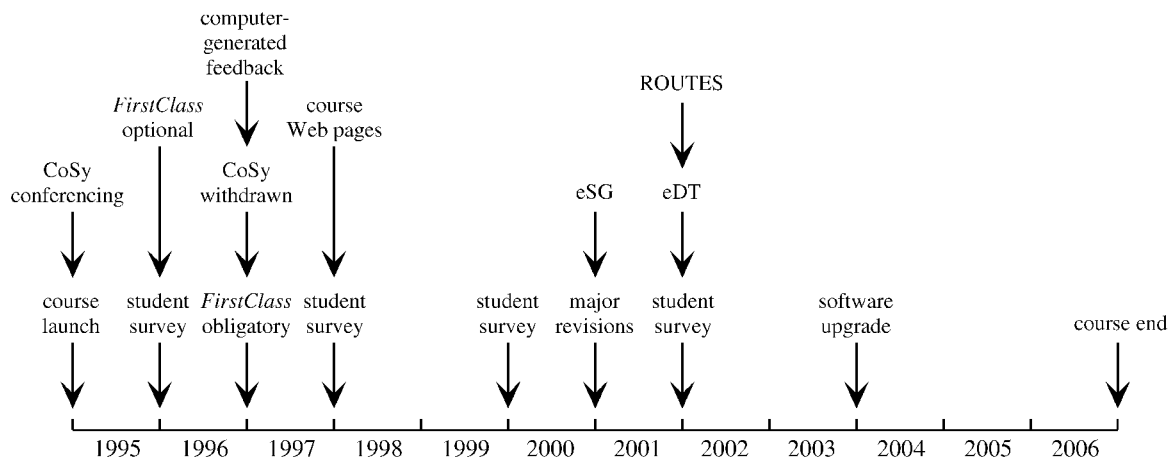 computer-
generated
feedback
FirstClass
optional
course
Web pages
ROUTES
CoSy
conferencing
CoSy
withdrawn
eSG
eDT
course
launch
student
survey
FirstClass
obligatory
student
survey
student
survey
major
revisions
student
survey
software
upgrade
course end
1995 1996 1997 1998 1999 2000 2001 2002 2003 2004 2005 2006